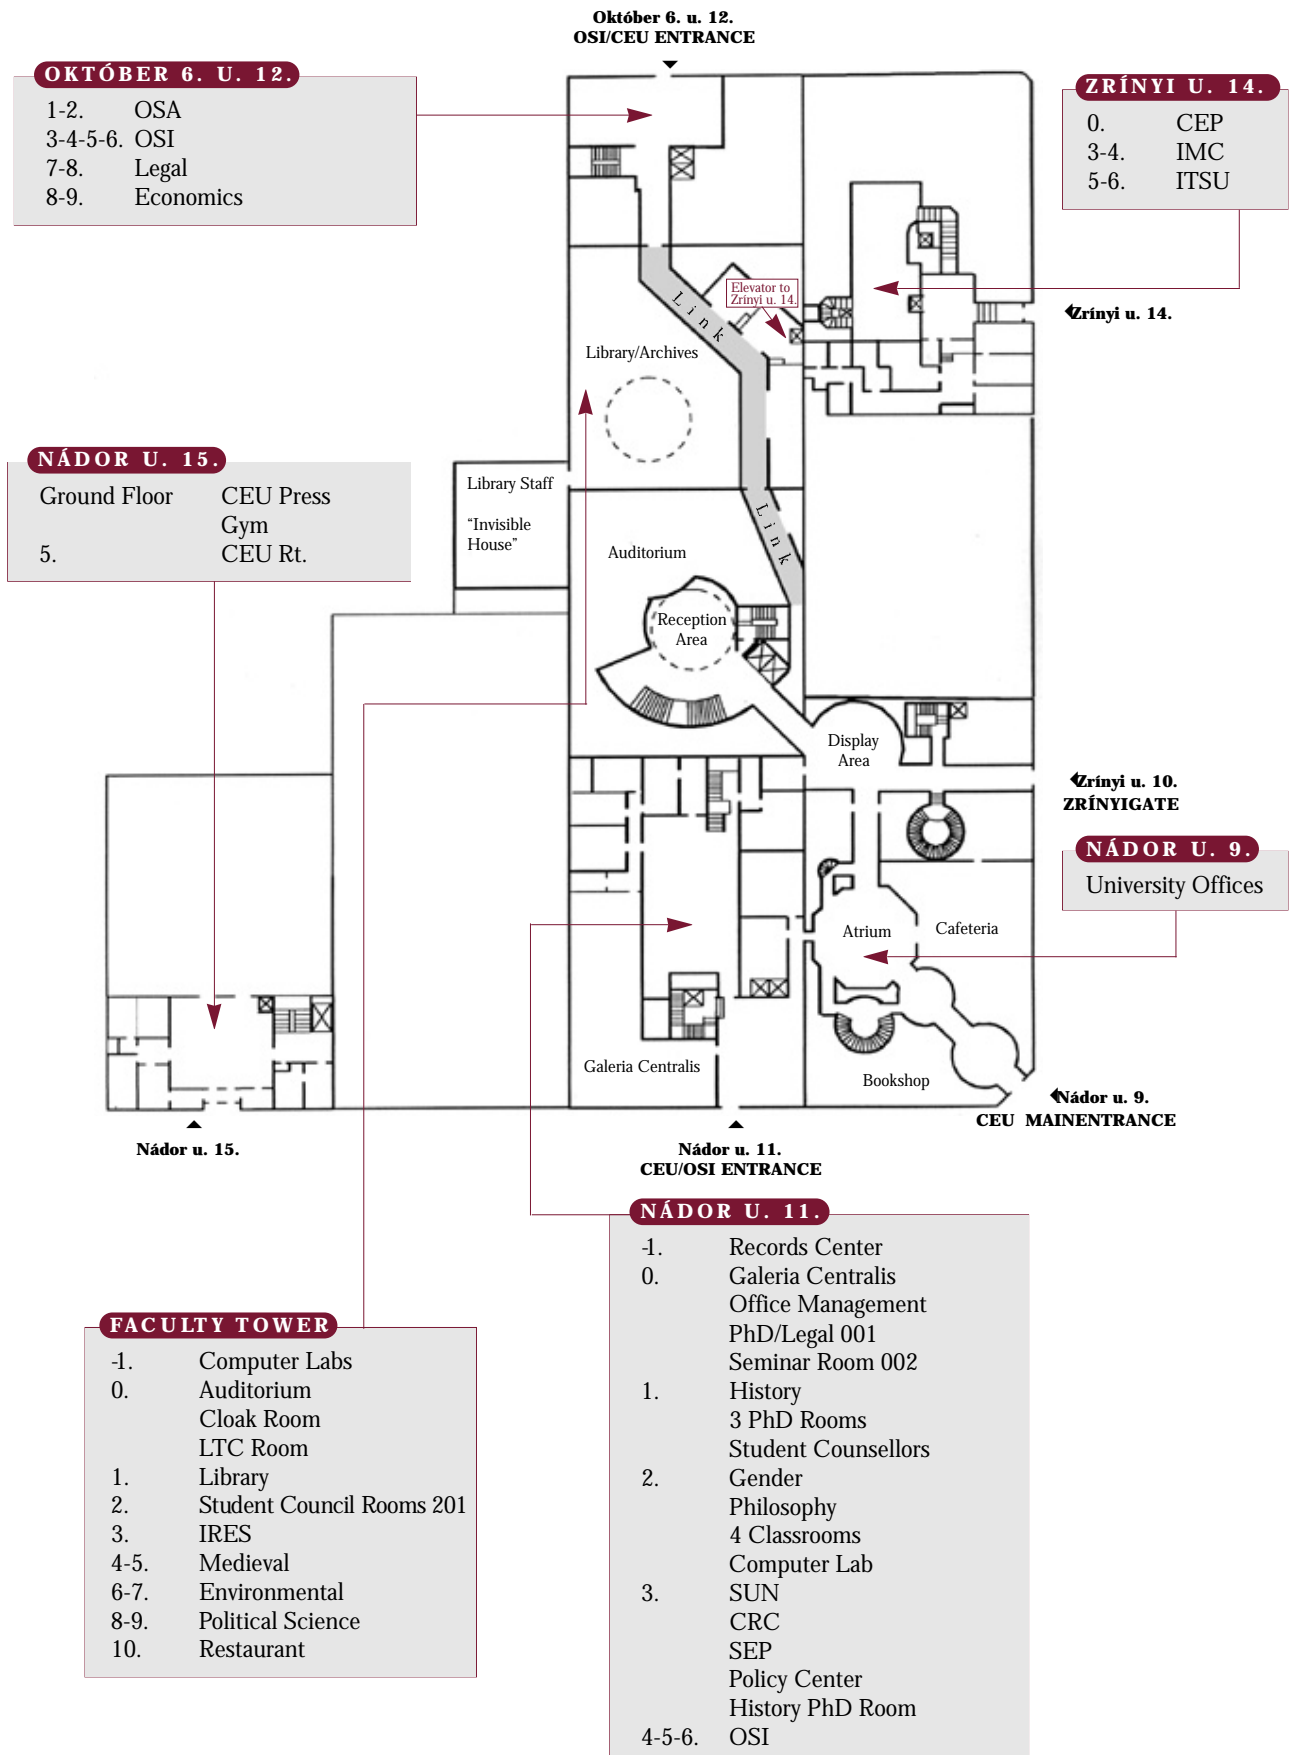 Október 6. u. 12.
OSI/CEU ENTRANCE
OKTÓBER 6. U. 12.
1-2. OSA
3-4-5-6. OSI
7-8. Legal
8-9. Economics
ZRÍNYI U. 14.
0. CEP
3-4. IMC
5-6. ITSU
Link
Elevator to
Zrínyi u. 14.
Zrínyi u. 14.
Library/Archives
NÁDOR U. 15.
Ground Floor CEU Press
Gym
5. CEU Rt.
Library Staff
“Invisible
House”
Link
Auditorium
Reception
Area
Display
Area
Zrínyi u. 10.
ZRÍNYIGATE
NÁDOR U. 9.
University Offices
Atrium
Cafeteria
Galeria Centralis
Bookshop
Nádor u. 9.
CEU MAINENTRANCE
Nádor u. 15.
Nádor u. 11.
CEU/OSI ENTRANCE
NÁDOR U. 11.
-1. Records Center
0. Galeria Centralis
Office Management
PhD/Legal 001
Seminar Room 002
1. History
3 PhD Rooms
Student Counsellors
2. Gender
Philosophy
4 Classrooms
Computer Lab
3. SUN
CRC
SEP
Policy Center
History PhD Room
4-5-6. OSI
FACULTY TOWER
-1. Computer Labs
0. Auditorium
Cloak Room
LTC Room
1. Library
2. Student Council Rooms 201
3. IRES
4-5. Medieval
6-7. Environmental
8-9. Political Science
10. Restaurant